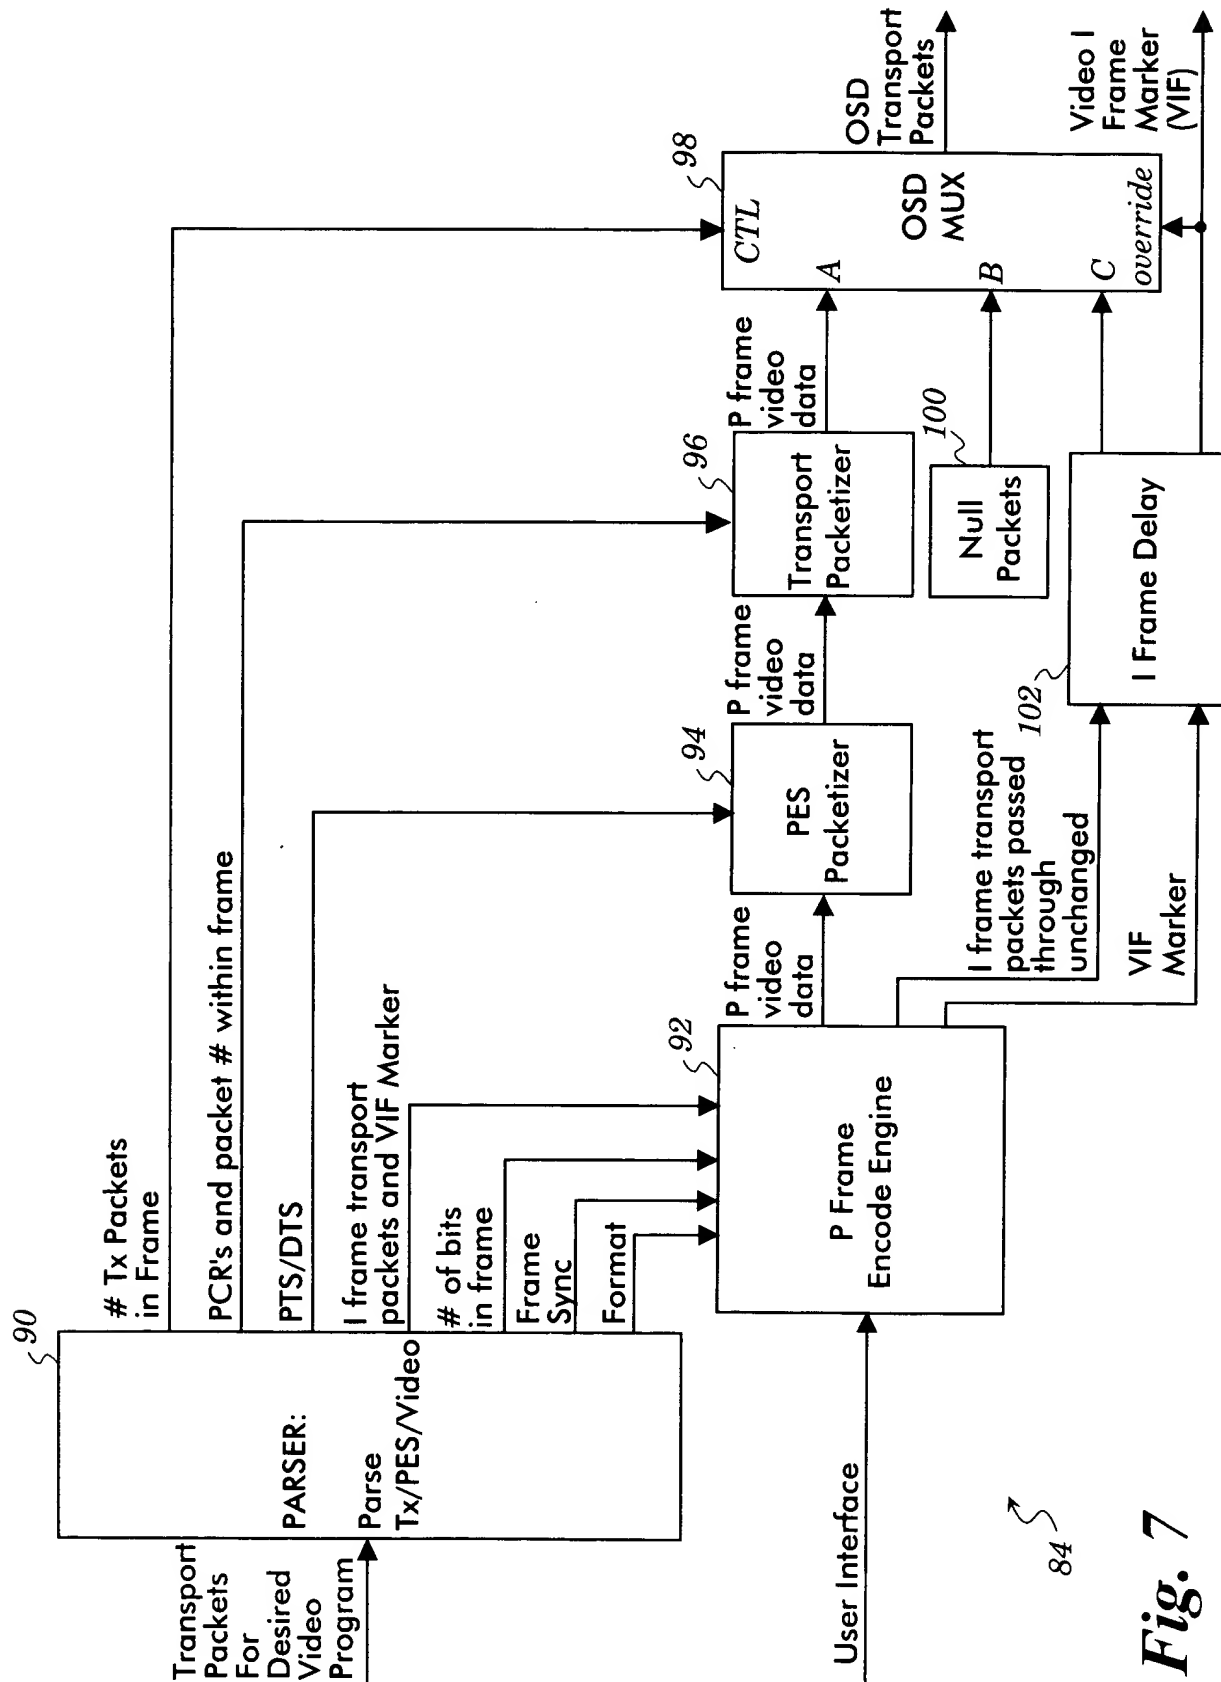 Transport
Packets
For
Desired
Video
Program
90
PARSER:
Parse
Tx/PES/Video
# Tx Packets
in Frame
PCR's and packet # within frame
PTS/DTS
I frame transport
packets and VIF Marker
# of bits
in frame
Frame
Sync
Format
User Interface
92
P Frame
Encode Engine
P frame
video
data
94
PES
Packetizer
P frame
video
data
96
Transport
Packetizer
P frame
video
data
I frame transport
packets passed
through
unchanged
VIF
Marker
100
Null
Packets
102
I Frame Delay
98
CTL
A
B
C
override
OSD
MUX
OSD
Transport
Packets
Video I
Frame
Marker
(VIF)
84
Fig. 7